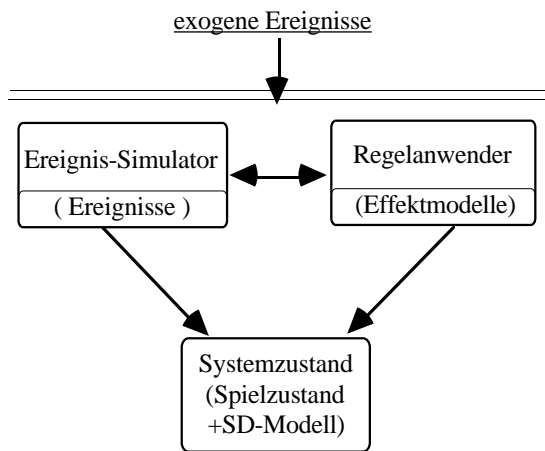 exogene Ereignisse
Ereignis-Simulator
( Ereignisse )
Regelanwender
(Effektmodelle)
Systemzustand
(Spielzustand
+SD-Modell)